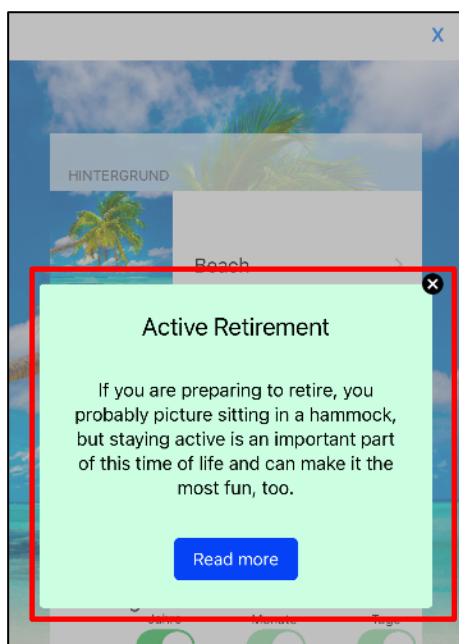 X
HINTERGRUND
Beach
Active Retirement
If you are preparing to retire, you
probably picture sitting in a hammock,
but staying active is an important part
of this time of life and can make it the
most fun, too.
Read more
Jahre Monate Tage